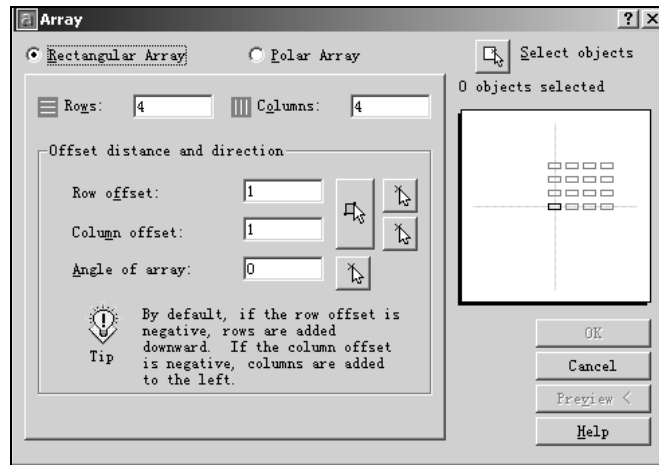 Array
Rectangular Array
Polar Array
Select objects
0 objects selected
Rows: 4
Columns: 4
Offset distance and direction
Row offset: 1
Column offset: 1
Angle of array: 0
Tip
By default, if the row offset is
negative, rows are added
downward. If the column offset
is negative, columns are added
to the left.
OK
Cancel
Preview <
Help